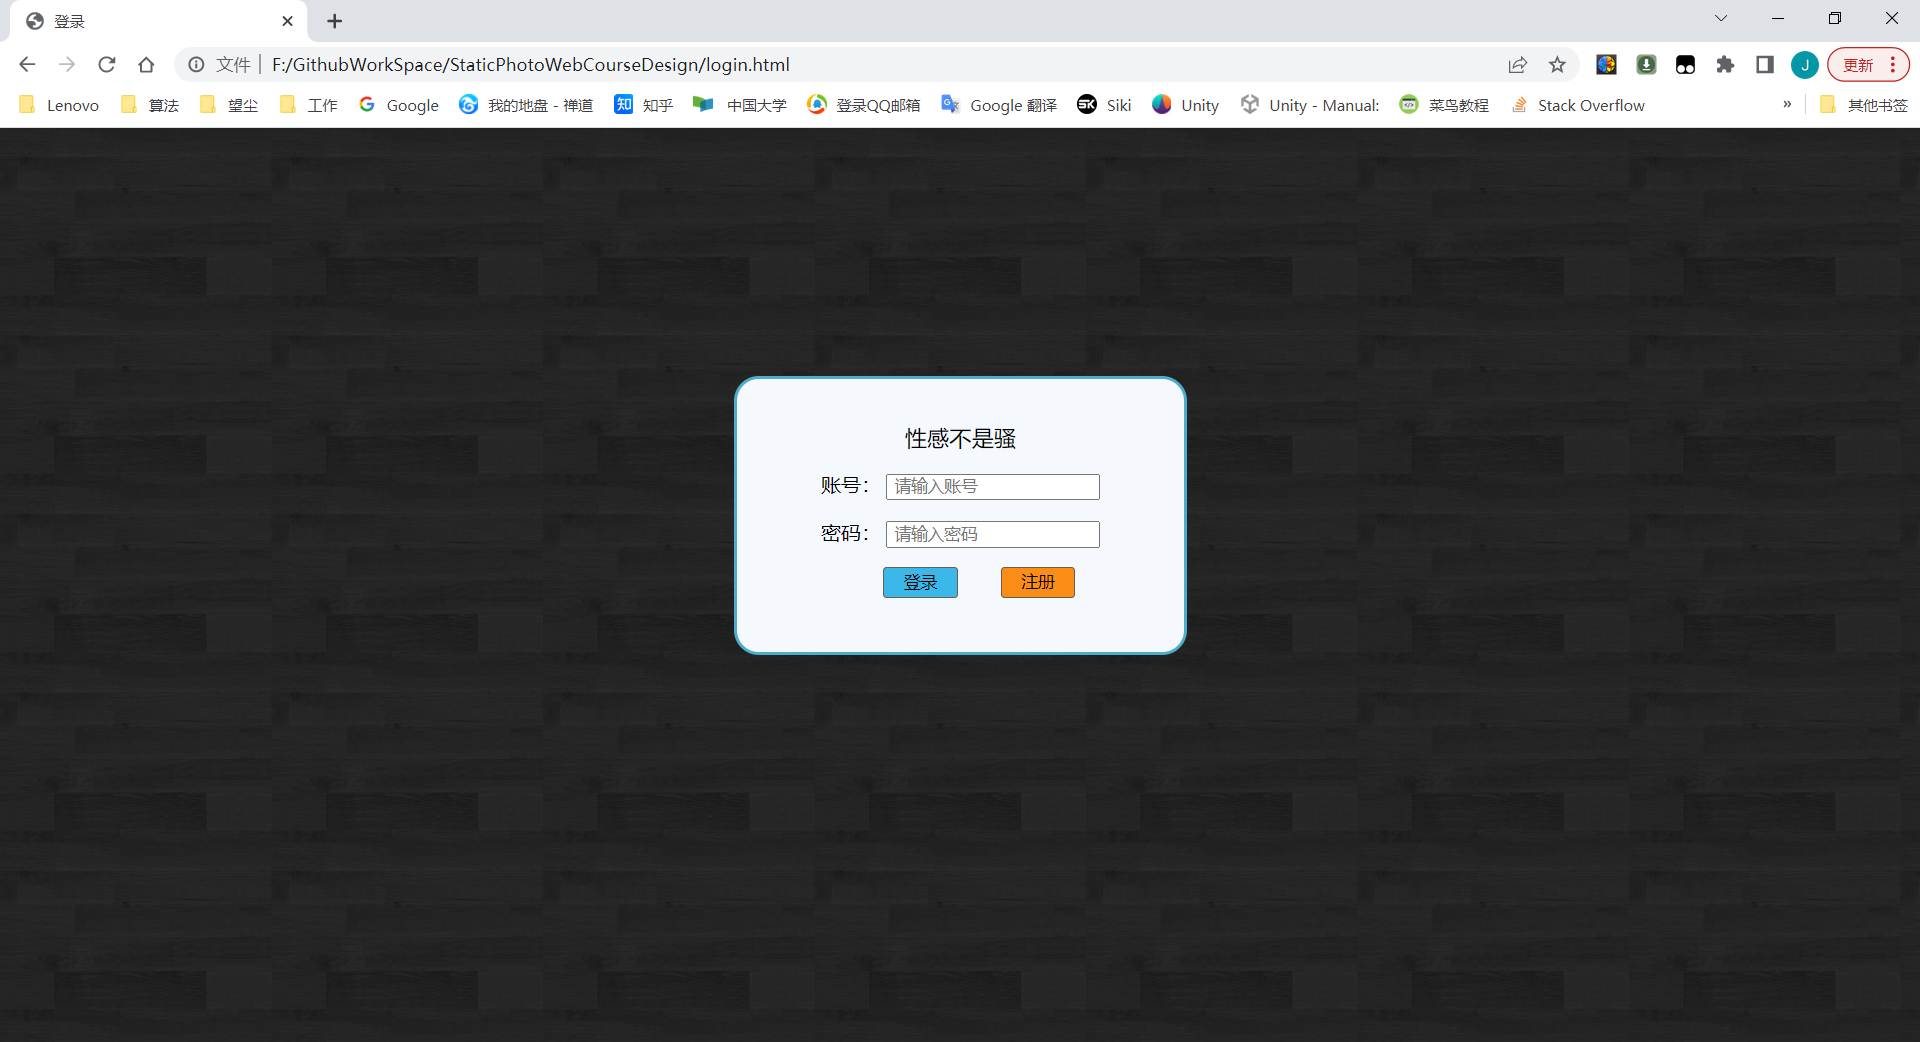 登录
文件 F:/GithubWorkSpace/StaticPhotoWebCourseDesign/login.html J 更新
Lenovo 算法 望尘 工作 Google 我的地盘 - 禅道 知 知乎 中国大学 登录QQ邮箱 Google 翻译 SK Siki Unity Unity - Manual: 菜鸟教程 Stack Overflow » 其他书签
性感不是骚
账号： 请输入账号
密码： 请输入密码
登录 注册